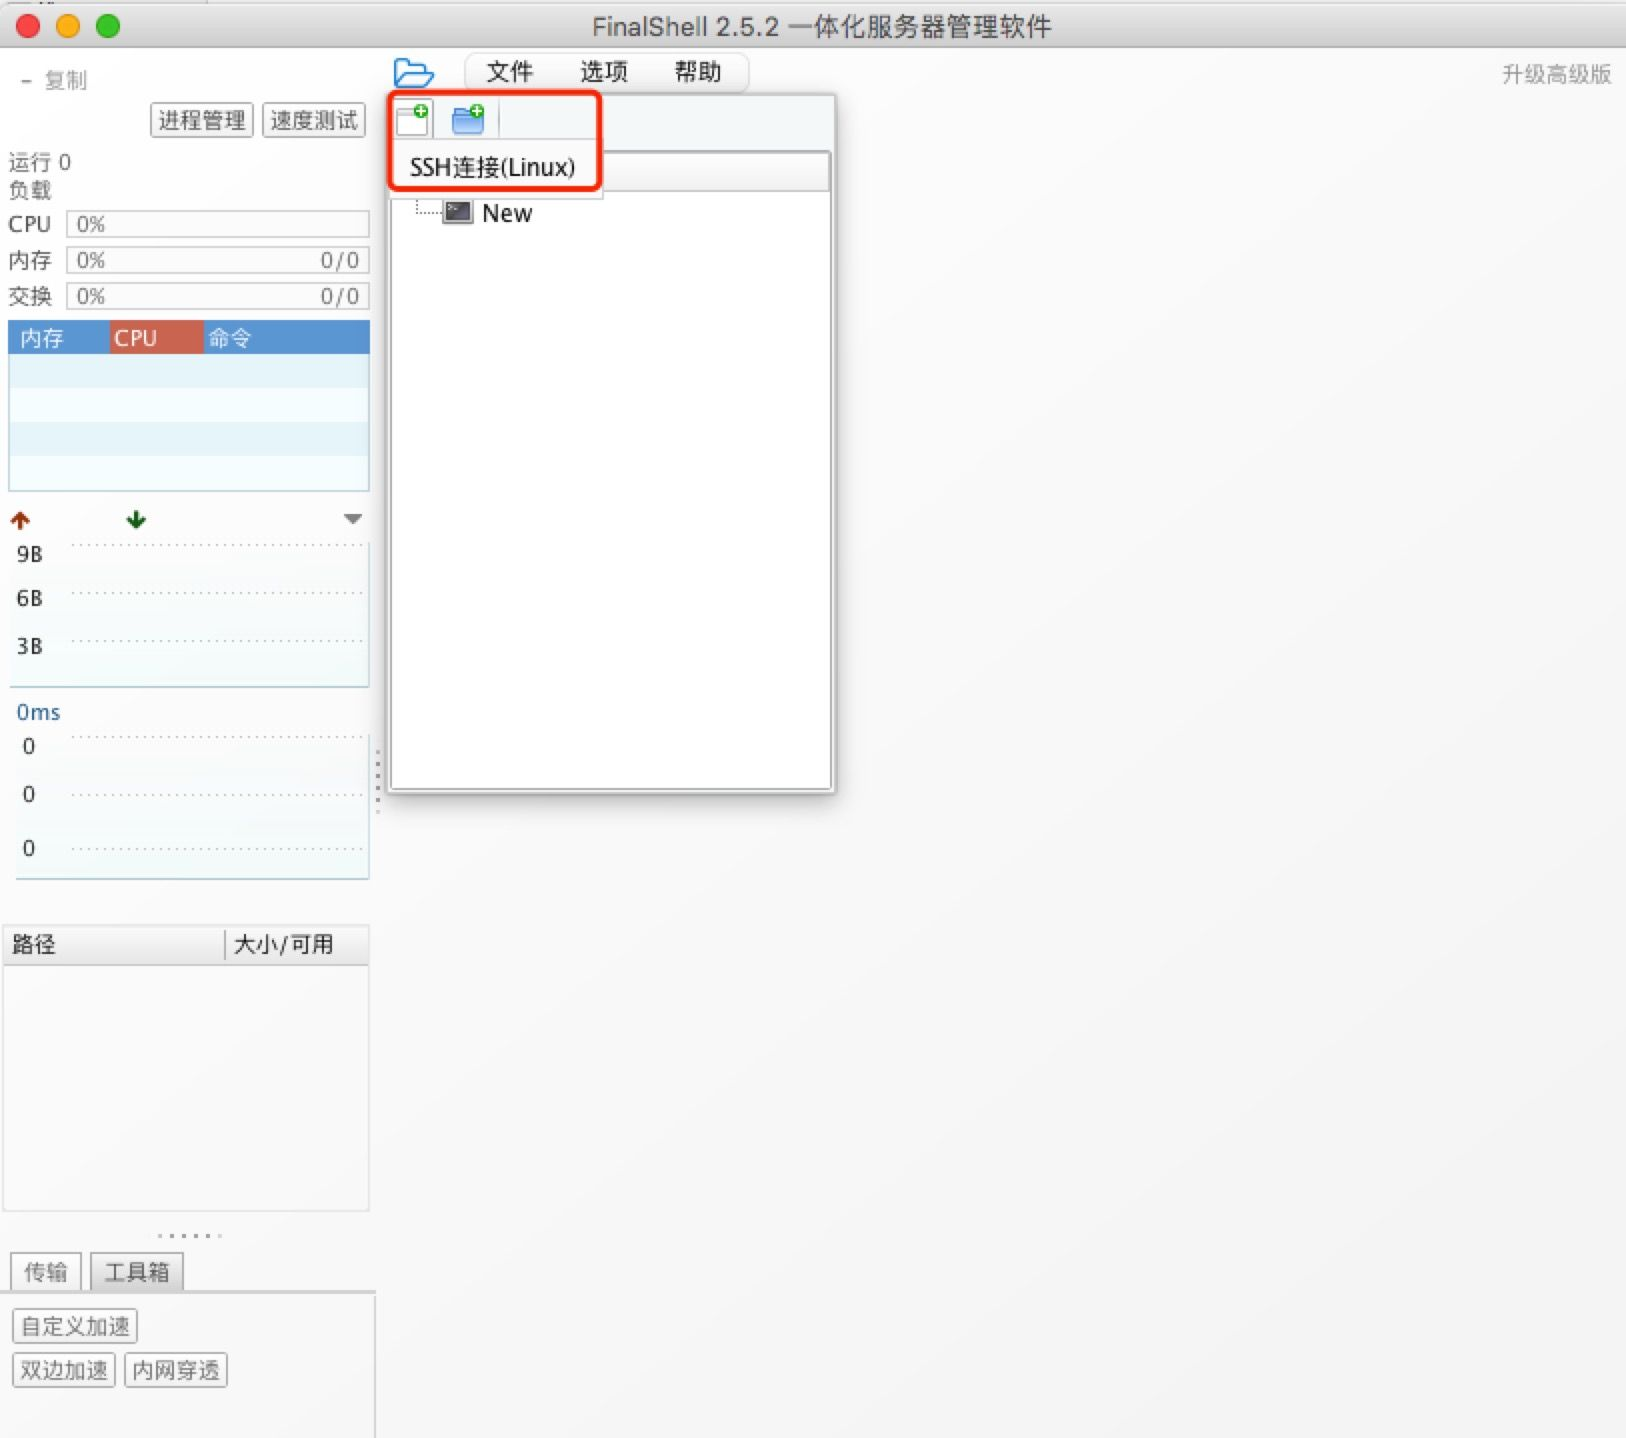 FinalShell 2.5.2 一体化服务器管理软件
- 复制
文件 选项 帮助
升级高级版
进程管理 速度测试
SSH连接(Linux)
New
运行 0
负载
CPU 0%
内存 0% 0/0
交换 0% 0/0
内存 CPU 命令
9B
6B
3B
0ms
0
0
0
路径 大小/可用
传输 工具箱
自定义加速
双边加速 内网穿透